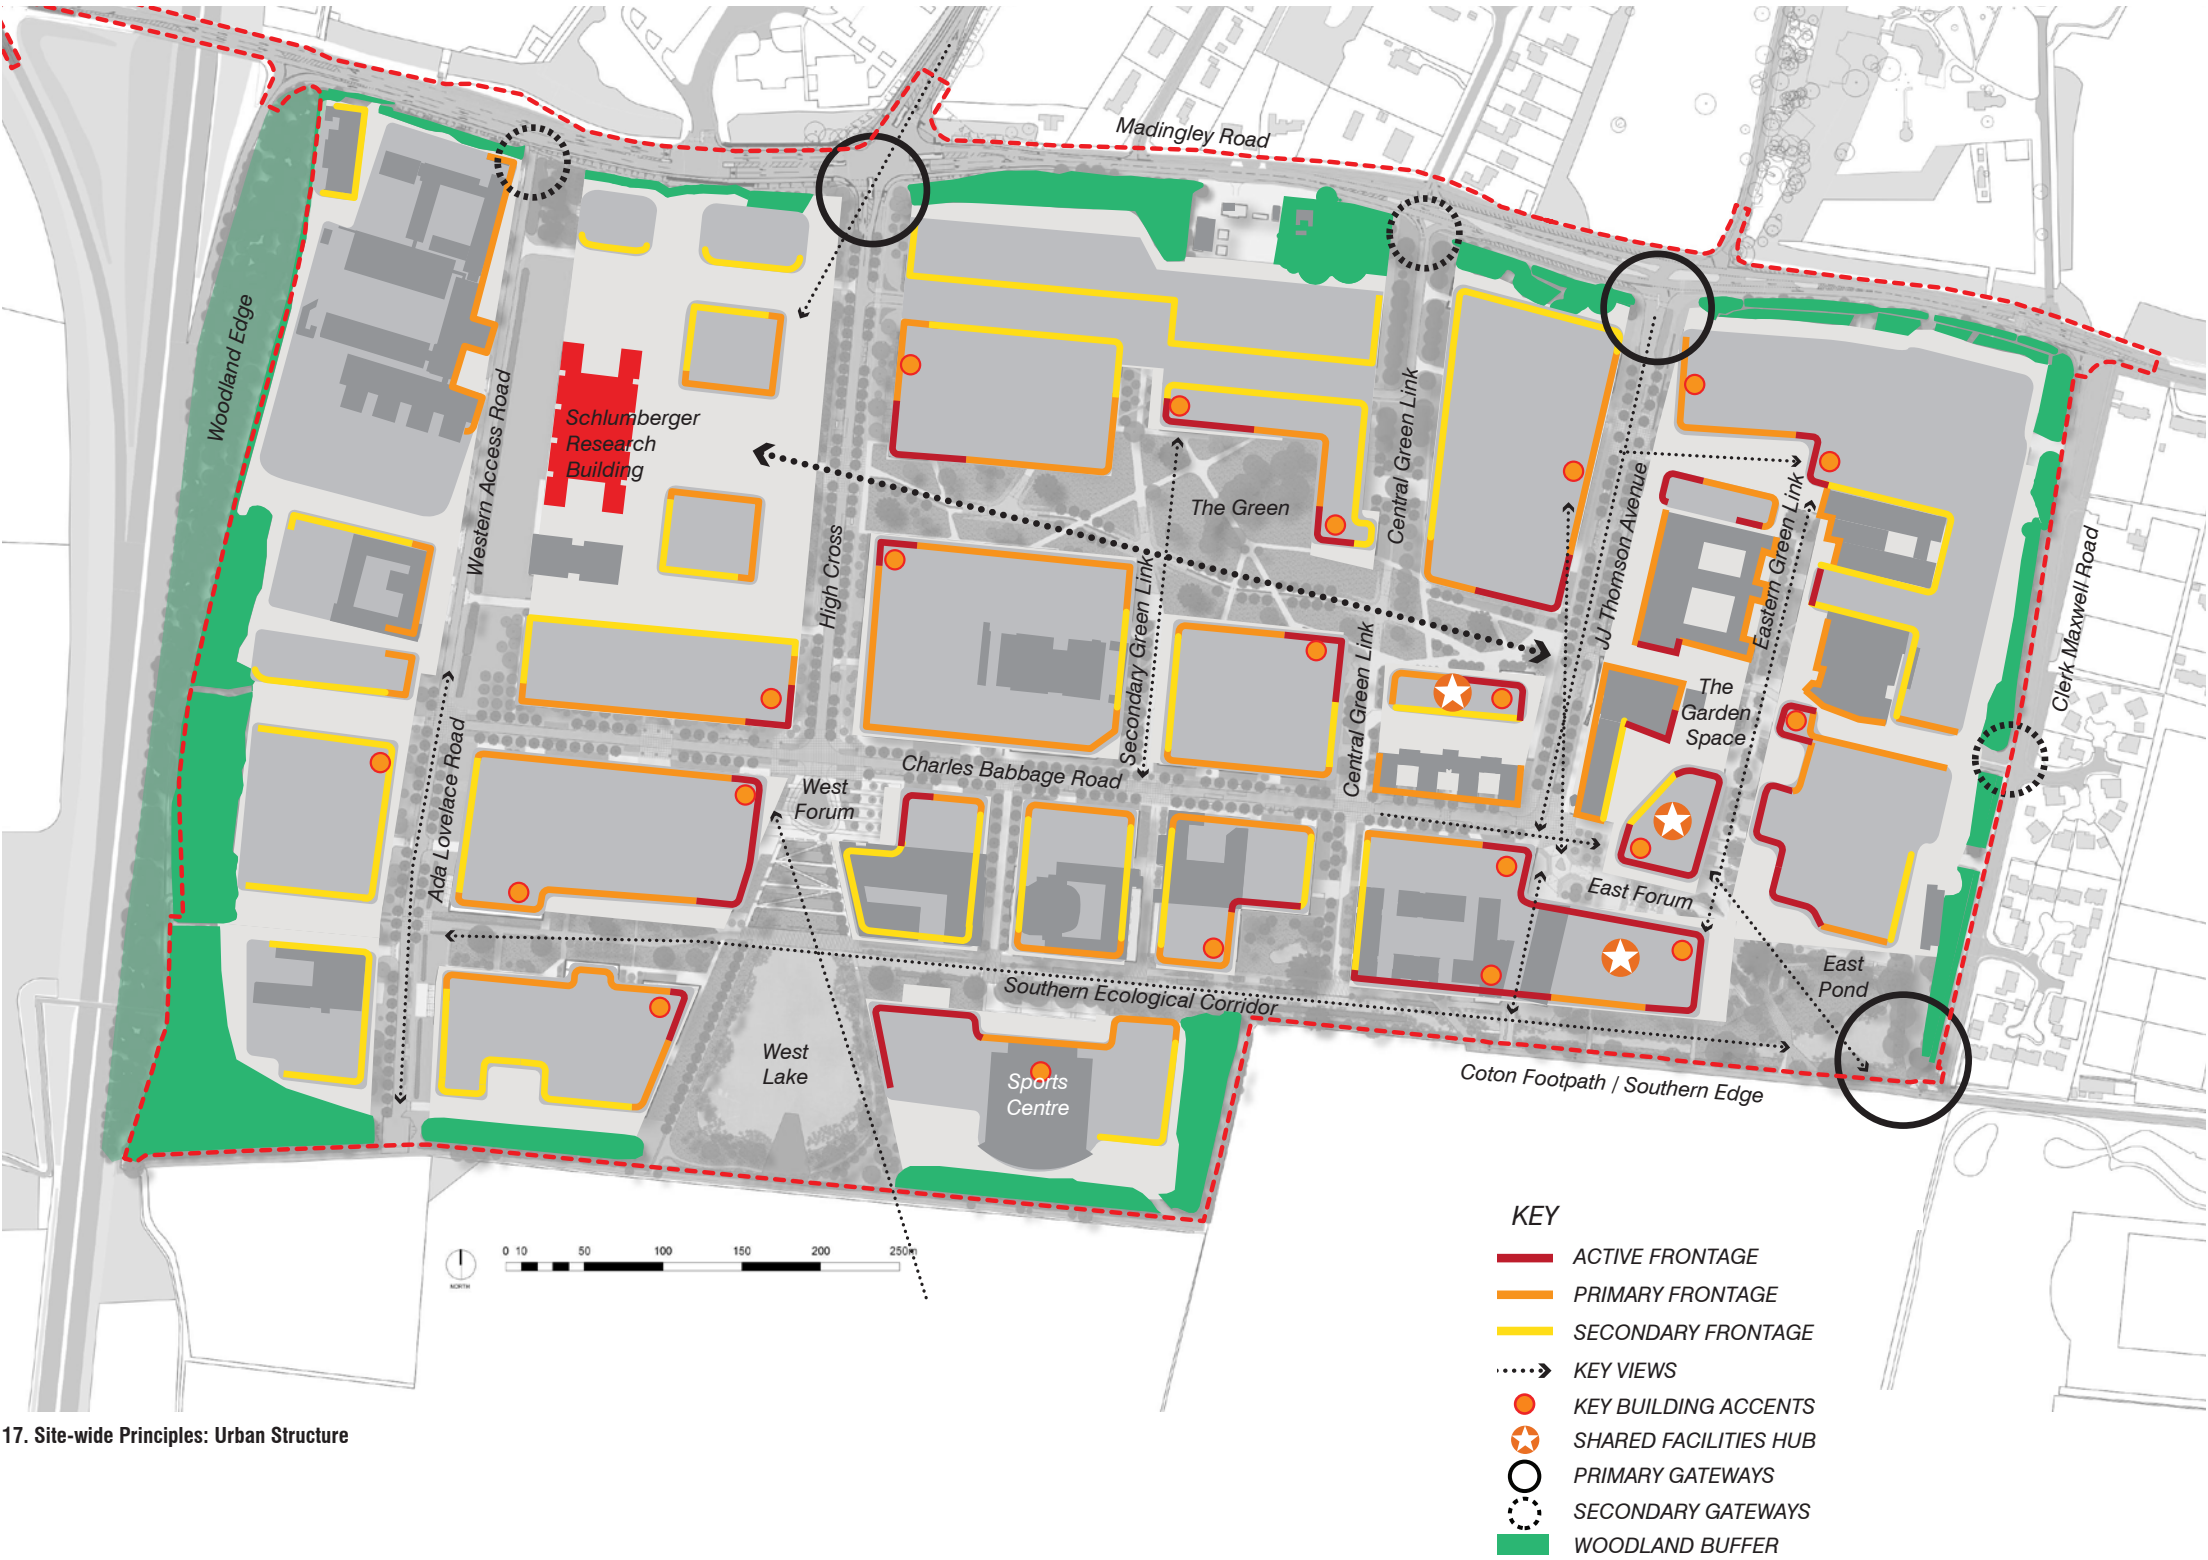 Madingley Road
Woodland Edge
Western Access Road
Schlumberger
Research
Building
High Cross
The Green
Central Green Link
JJ Thomson Avenue
Eastern Green Link
Clerk Maxwell Road
Secondary Green Link
Central Green Link
The
Garden
Space
Ada Lovelace Road
West
Forum
Charles Babbage Road
East Forum
East
Pond
Southern Ecological Corridor
West
Lake
Sports
Centre
Coton Footpath / Southern Edge
NORTH
0 10 50 100 150 200 250m
KEY
ACTIVE FRONTAGE
PRIMARY FRONTAGE
SECONDARY FRONTAGE
KEY VIEWS
KEY BUILDING ACCENTS
SHARED FACILITIES HUB
PRIMARY GATEWAYS
SECONDARY GATEWAYS
WOODLAND BUFFER
17. Site-wide Principles: Urban Structure